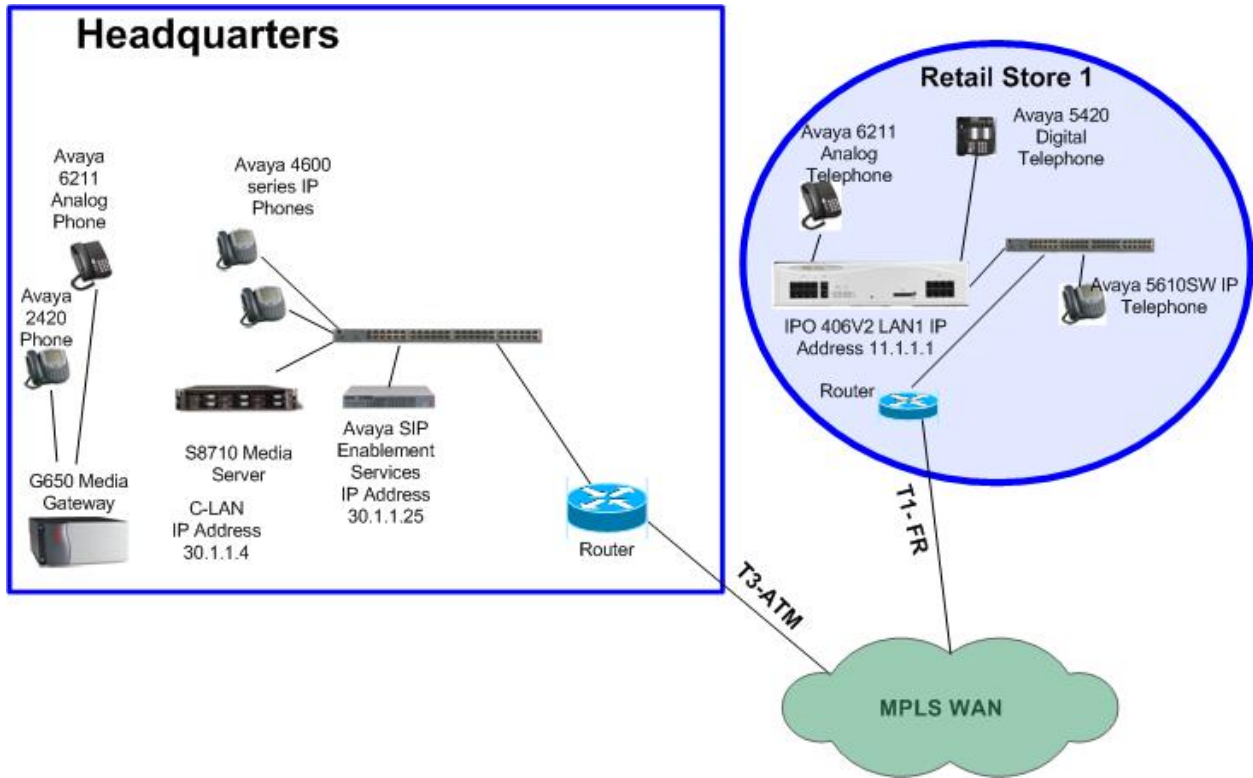 Headquarters
Avaya
6211
Analog
Phone
Avaya 4600
series IP
Phones
Avaya
2420
Phone
G650 Media
Gateway
S8710 Media
Server
C-LAN
IP Address
30.1.1.4
Avaya SIP
Enablement
Services
IP Address
30.1.1.25
Router
T3-ATM
Retail Store 1
Avaya 6211
Analog
Telephone
Avaya 5420
Digital
Telephone
Avaya 5610SW IP
Telephone
IPO 406V2 LAN1 IP
Address 11.1.1.1
Router
T1- FR
MPLS WAN